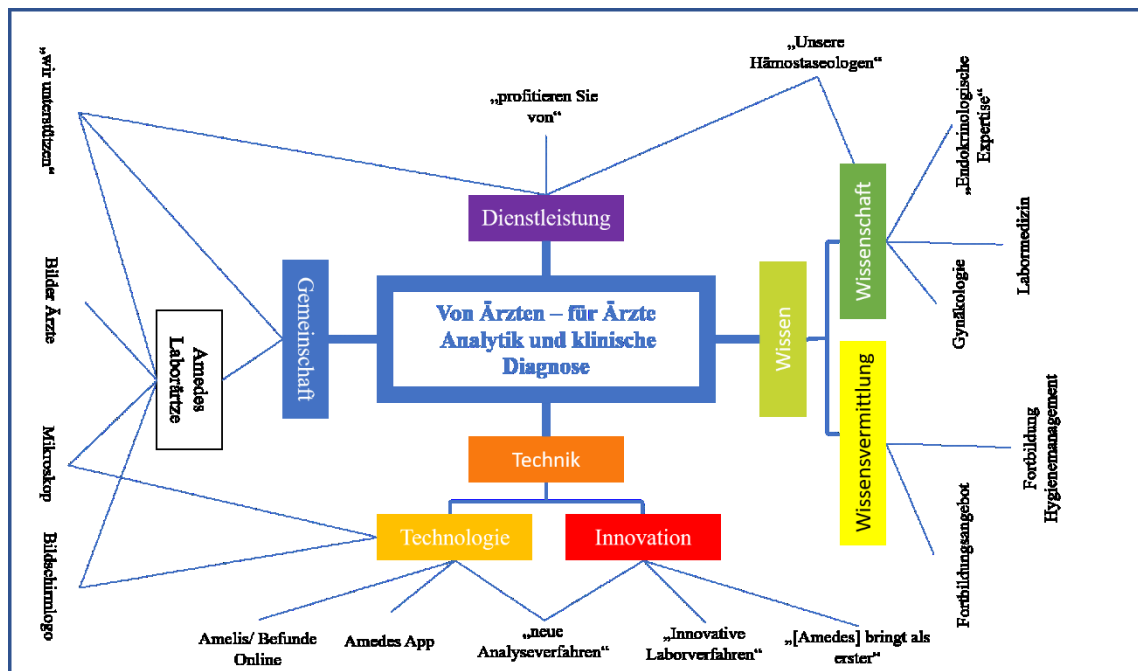 „Unsere
Hämostaseologen“
„wir unterstützen“
„profitieren Sie
von“
„Endokrinologische
Expertise“
Dienstleistung
Wissenschaft
Labormedizin
Gynäkologie
Bilder Ärzte
Amedes
Laborärtze
Gemeinschaft
Von Ärzten – für Ärzte
Analytik und klinische
Diagnose
Wissen
Wissensvermittlung
Fortbildung
Hygienemanagement
Fortbildungsangebot
Mikroskop
Bildschirmlogo
Technik
Technologie
Innovation
Amelis/ Befunde
Online
Amedes App
„neue
Analyseverfahren“
„Innovative
Laborverfahren“
„[Amedes] bringt als
erster“